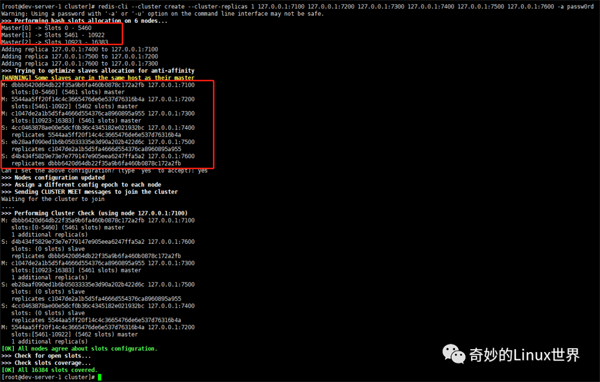 [root@dev-server-1 cluster]# redis-cli --cluster create --cluster-replicas 1 127.0.0.1:7100 127.0.0.1:7200 127.0.0.1:7300 127.0.0.1:7400 127.0.0.1:7500 127.0.0.1:7600 -a passw0rd
Warning: Using a password with '-a' or '-u' option on the command line interface may not be safe.
>>> Performing hash slots allocation on 6 nodes...
Master[0] -> Slots 0 - 5460
Master[1] -> Slots 5461 - 10922
Master[2] -> Slots 10923 - 16383
Adding replica 127.0.0.1:7400 to 127.0.0.1:7100
Adding replica 127.0.0.1:7500 to 127.0.0.1:7200
Adding replica 127.0.0.1:7600 to 127.0.0.1:7300
>>> Trying to optimize slaves allocation for anti-affinity
[WARNING] Some slaves are in the same host as their master
M: dbbb6420d64db22f35a9b6fa460b0878c172a2fb 127.0.0.1:7100
slots:[0-5460] (5461 slots) master
M: 5544aa5ff20f14c4c3665476de6e537d76316b4a 127.0.0.1:7200
slots:[5461-10922] (5462 slots) master
M: c1047de2a1b5d5fa4666d554376ca8960895a955 127.0.0.1:7300
slots:[10923-16383] (5461 slots) master
S: 4cc0463878ae00e5dcf0b36c4345182e021932bc 127.0.0.1:7400
replicates 5544aa5ff20f14c4c3665476de6e537d76316b4a
S: eb28aaf090ed1b6b05033335e3d90a202b422d6c 127.0.0.1:7500
replicates c1047de2a1b5d5fa4666d554376ca8960895a955
S: d4b434f5829e73e7e779147e905eea6247ffa5a2 127.0.0.1:7600
replicates dbbb6420d64db22f35a9b6fa460b0878c172a2fb
Can I set the above configuration? (type 'yes' to accept): yes
>>> Nodes configuration updated
>>> Assign a different config epoch to each node
>>> Sending CLUSTER MEET messages to join the cluster
Waiting for the cluster to join
....
>>> Performing Cluster Check (using node 127.0.0.1:7100)
M: dbbb6420d64db22f35a9b6fa460b0878c172a2fb 127.0.0.1:7100
slots:[0-5460] (5461 slots) master
1 additional replica(s)
S: d4b434f5829e73e7e779147e905eea6247ffa5a2 127.0.0.1:7600
slots: (0 slots) slave
replicates dbbb6420d64db22f35a9b6fa460b0878c172a2fb
M: c1047de2a1b5d5fa4666d554376ca8960895a955 127.0.0.1:7300
slots:[10923-16383] (5461 slots) master
1 additional replica(s)
S: eb28aaf090ed1b6b05033335e3d90a202b422d6c 127.0.0.1:7500
slots: (0 slots) slave
replicates c1047de2a1b5d5fa4666d554376ca8960895a955
S: 4cc0463878ae00e5dcf0b36c4345182e021932bc 127.0.0.1:7400
slots: (0 slots) slave
replicates 5544aa5ff20f14c4c3665476de6e537d76316b4a
M: 5544aa5ff20f14c4c3665476de6e537d76316b4a 127.0.0.1:7200
slots:[5461-10922] (5462 slots) master
1 additional replica(s)
[OK] All nodes agree about slots configuration.
>>> Check for open slots...
>>> Check slots coverage...
[OK] All 16384 slots covered.
[root@dev-server-1 cluster]#
奇妙的Linux世界